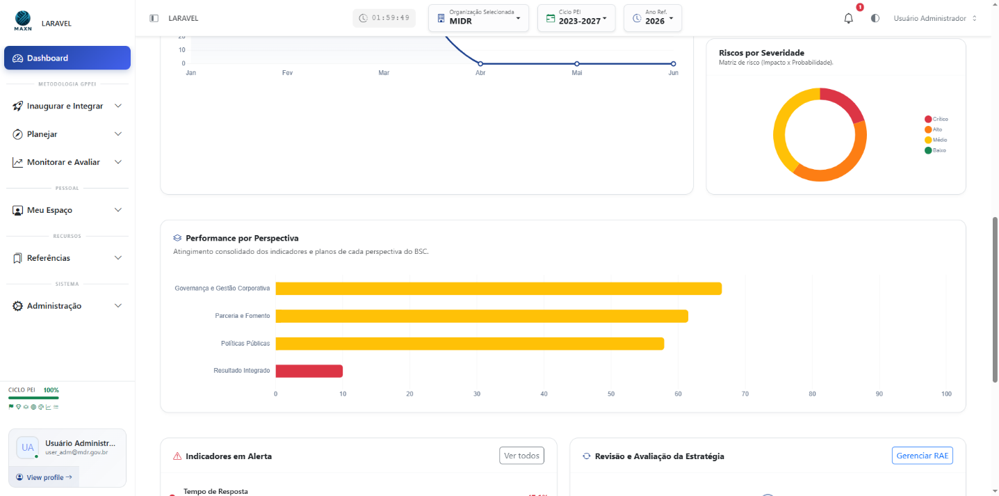 MAXN
LARAVEL
Dashboard
METODOLOGIA GPPEI
Inaugurar e Integrar
Planejar
Monitorar e Avaliar
PESSOAL
Meu Espaço
RECURSOS
Referências
SISTEMA
Administração
CICLO PEI 100%
UA
Usuário Administr...
user_adm@mdr.gov.br
View profile
LARAVEL
01:59:49
Organização Selecionada
MIDR
Ciclo PEI
2023-2027
Ano Ref.
2026
1
Usuário Administrador
20
10
0
Jan Fev Mar Abr Mai Jun
Riscos por Severidade
Matriz de risco (Impacto x Probabilidade).
Crítico
Alto
Médio
Baixo
Performance por Perspectiva
Atingimento consolidado dos indicadores e planos de cada perspectiva do BSC.
Governança e Gestão Corporativa
Parceria e Fomento
Políticas Públicas
Resultado Integrado
0 10 20 30 40 50 60 70 80 90 100
Indicadores em Alerta
Ver todos
Tempo de Resposta
Revisão e Avaliação da Estratégia
Gerenciar RAE